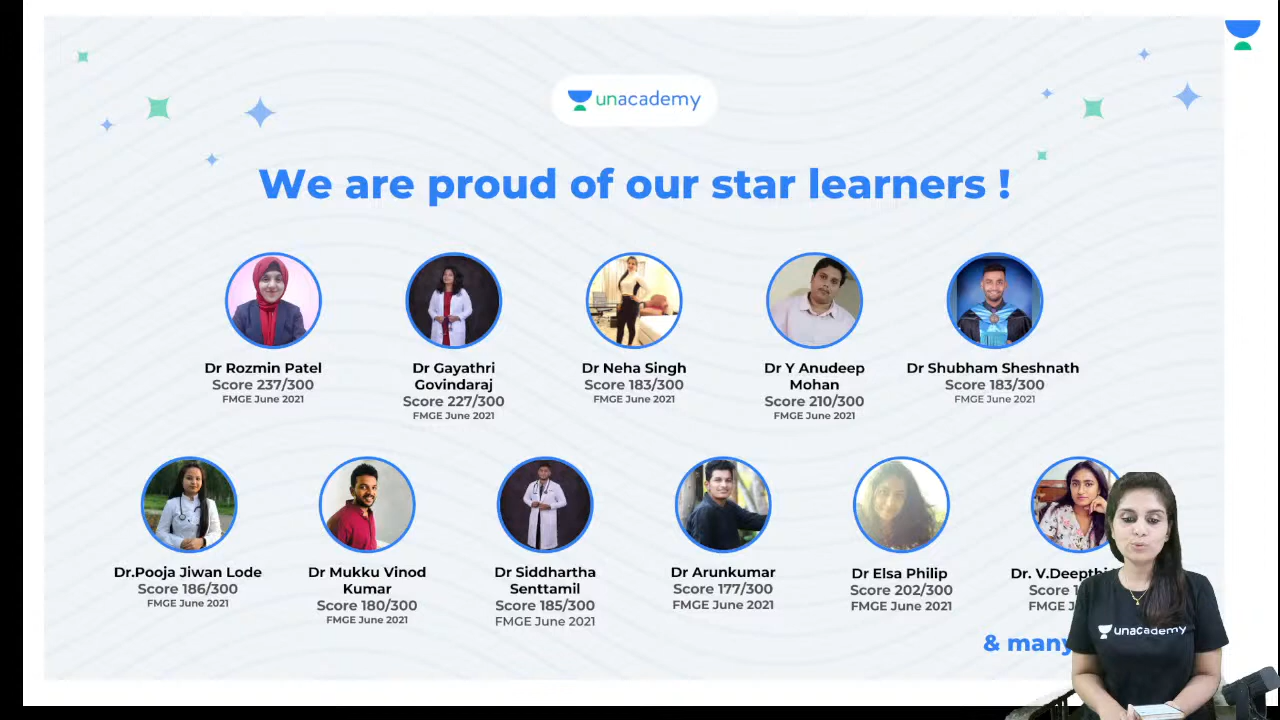 unacademy
We are proud of our star learners !
Dr Rozmin Patel
Score 237/300
FMGE June 2021
Dr Gayathri
Govindaraj
Score 227/300
FMGE June 2021
Dr Neha Singh
Score 183/300
FMGE June 2021
Dr Y Anudeep
Mohan
Score 210/300
FMGE June 2021
Dr Shubham Sheshnath
Score 183/300
FMGE June 2021
Dr.Pooja Jiwan Lode
Score 186/300
FMGE June 2021
Dr Mukku Vinod
Kumar
Score 180/300
FMGE June 2021
Dr Siddhartha
Senttamil
Score 185/300
FMGE June 2021
Dr Arunkumar
Score 177/300
FMGE June 2021
Dr Elsa Philip
Score 202/300
FMGE June 2021
Dr.
Score
FMGE
& many
unacademy